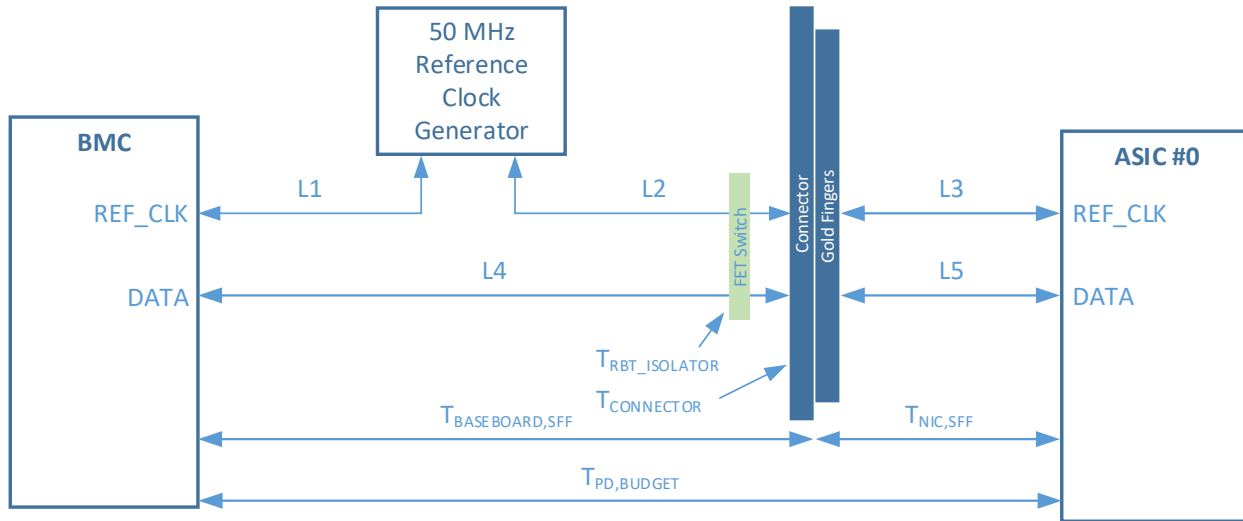 50 MHz
Reference
Clock
Generator
BMC
ASIC #0
L1
L2
L3
REF_CLK
REF_CLK
Connector
Gold Fingers
FET Switch
L4
L5
DATA
DATA
TRBT_ISOLATOR
TCONNECTOR
TBASEBOARD,SFF
TNIC,SFF
TPD,BUDGET